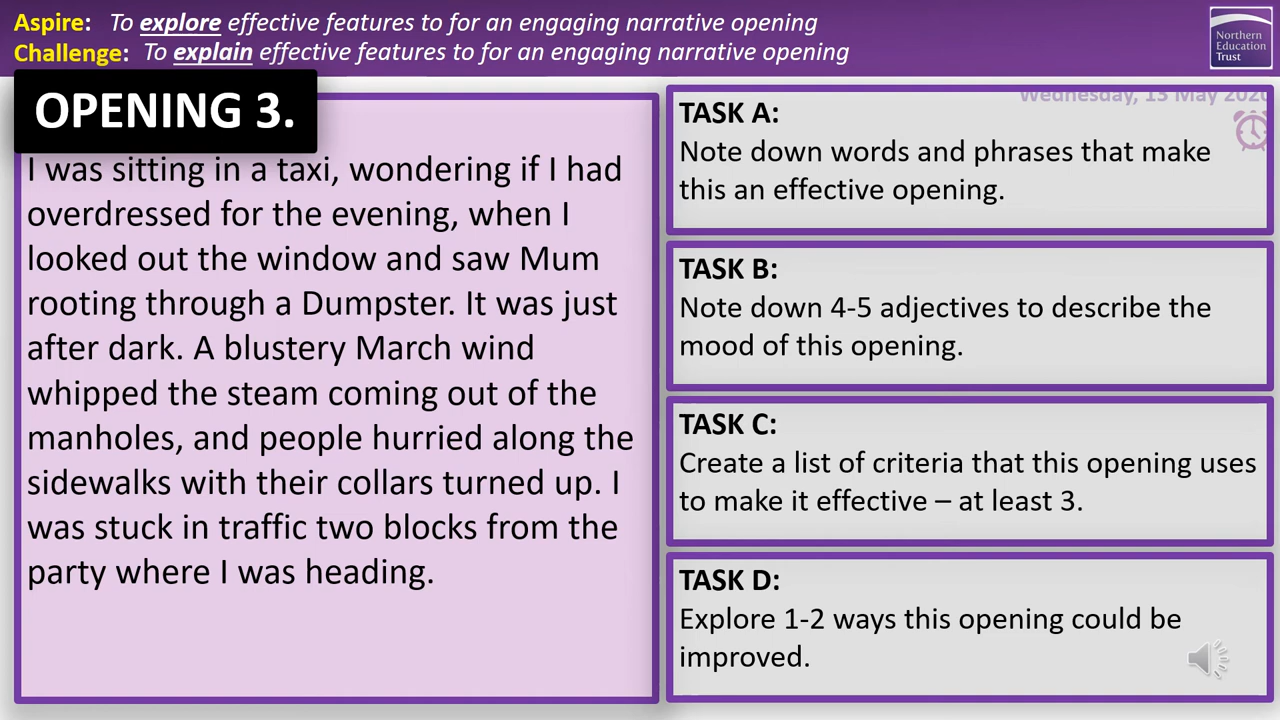 Aspire: To explore effective features to for an engaging narrative opening
Challenge: To explain effective features to for an engaging narrative opening
Northern
Education
Trust
OPENING 3.
I was sitting in a taxi, wondering if I had
overdressed for the evening, when I
looked out the window and saw Mum
rooting through a Dumpster. It was just
after dark. A blustery March wind
whipped the steam coming out of the
manholes, and people hurried along the
sidewalks with their collars turned up. I
was stuck in traffic two blocks from the
party where I was heading.
Wednesday, 13 May 2020
TASK A:
Note down words and phrases that make
this an effective opening.
TASK B:
Note down 4-5 adjectives to describe the
mood of this opening.
TASK C:
Create a list of criteria that this opening uses
to make it effective – at least 3.
TASK D:
Explore 1-2 ways this opening could be
improved.